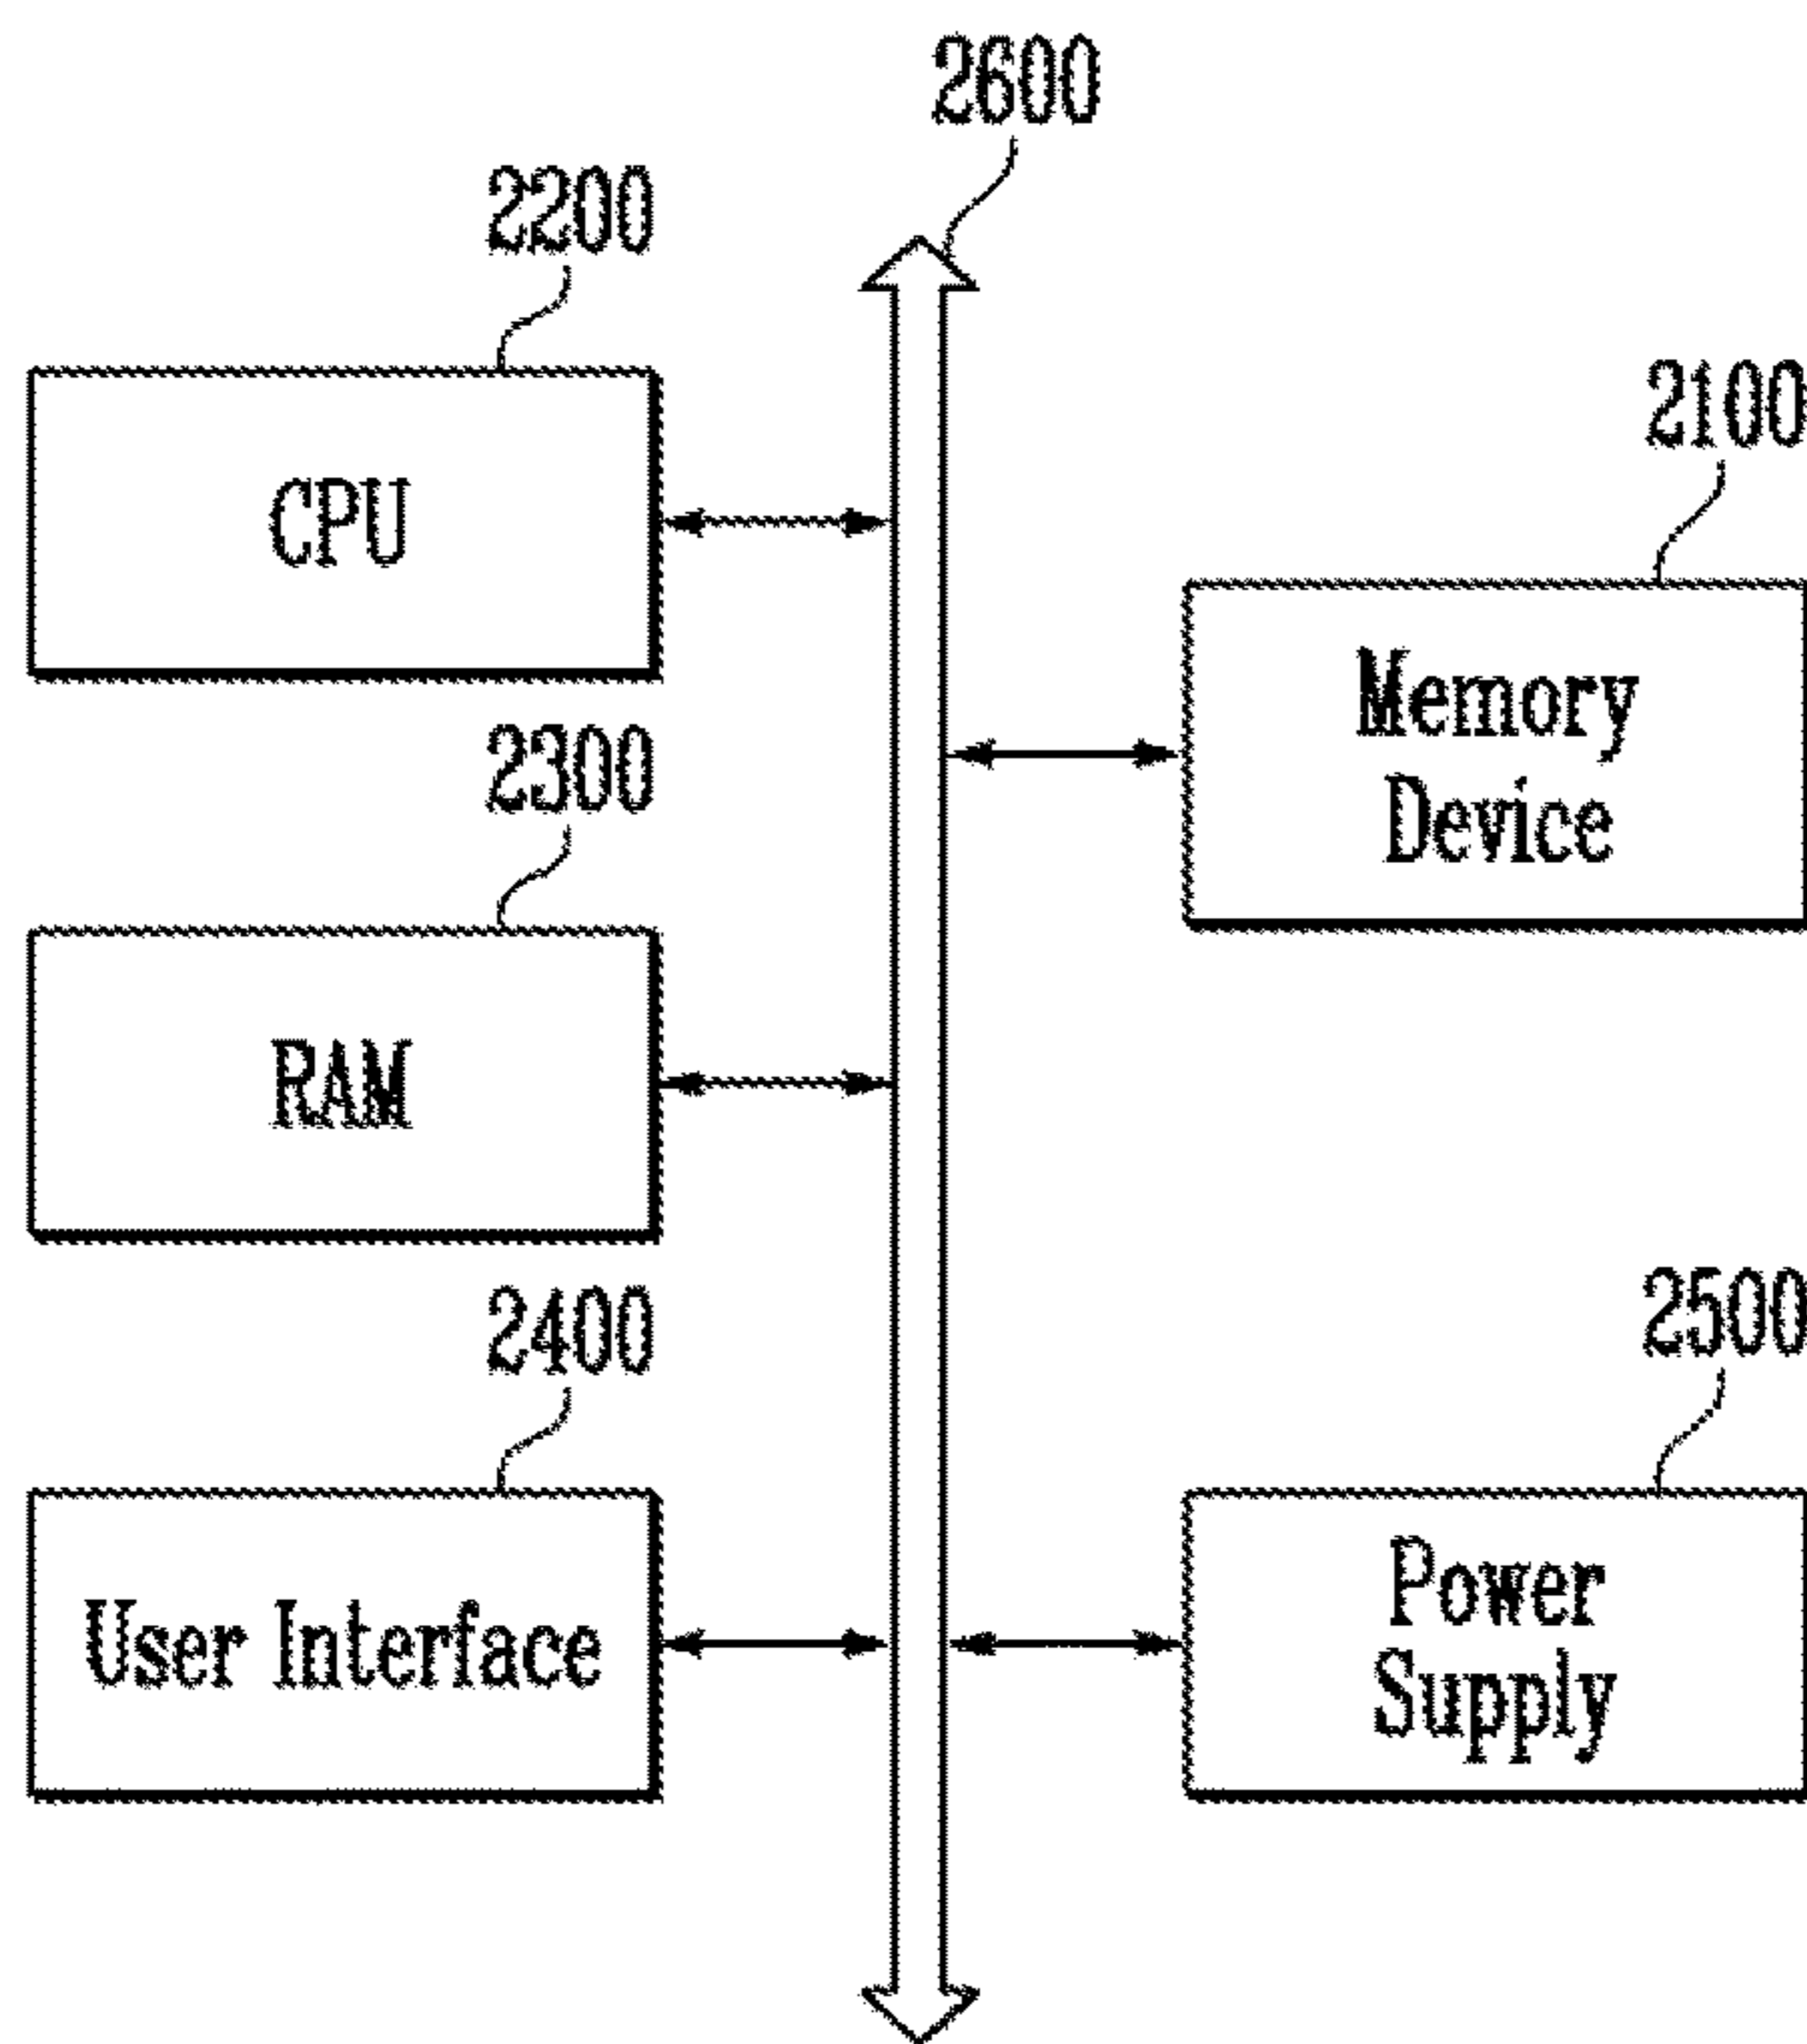 2600
2200
CPU
2100
Memory
Device
2300
RAM
2400
User Interface
2500
Power
Supply